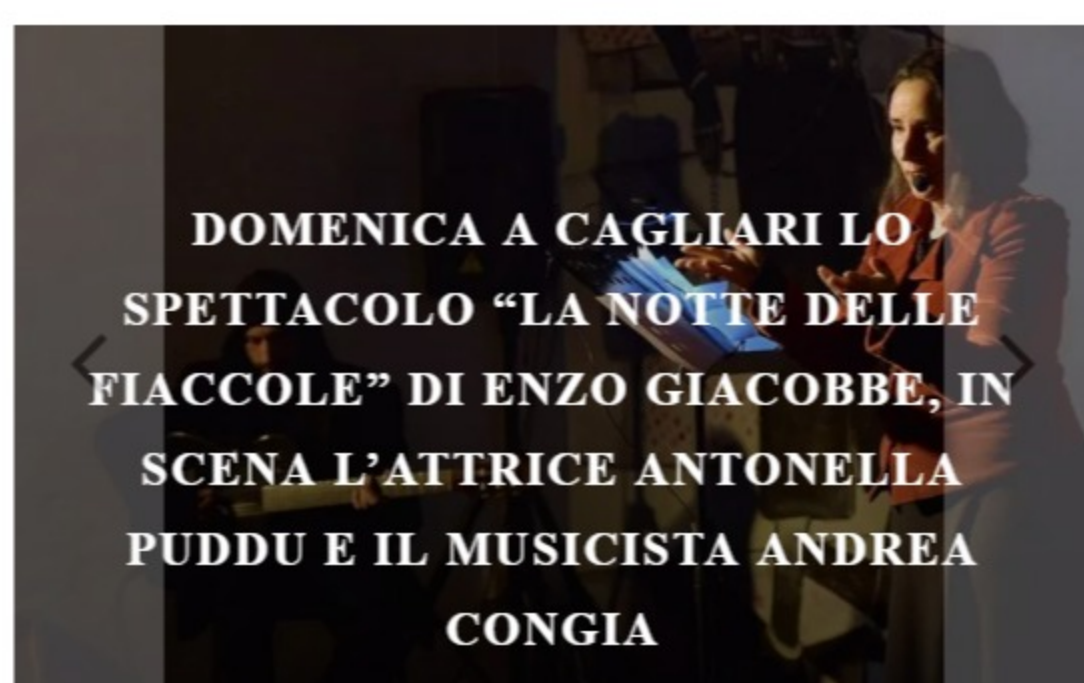 DOMENICA A CAGLIARI LO
SPETTACOLO “LA NOTTE DELLE
FIACCOLE” DI ENZO GIACOBBE, IN
SCENA L’ATTRICE ANTONELLA
PUDDU E IL MUSICISTA ANDREA
CONGIA